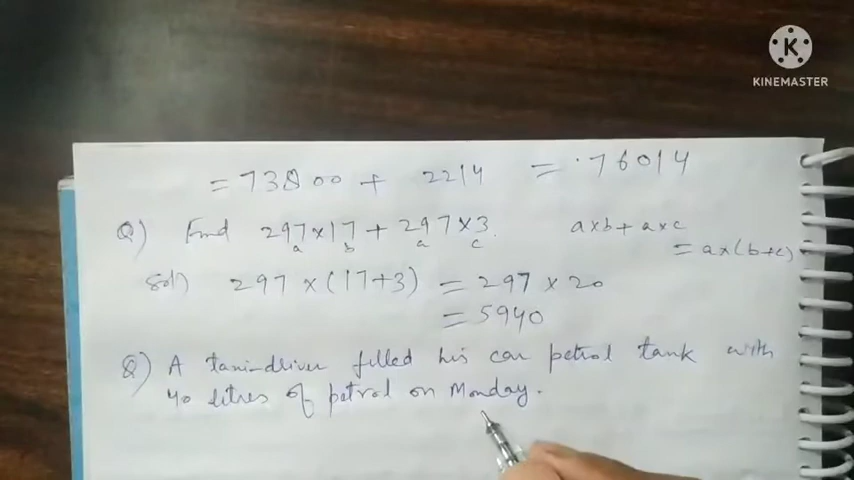 KINEMASTER
= 73800 + 2214 = 76014
Q) Find 297×17 + 297×3. a×b + a×c
a b a c
= a×(b+c)
Sol) 297 ×(17+3) = 297 × 20
= 5940
Q) A taxi-driver filled his car petrol tank with
40 litres of petrol on Monday.